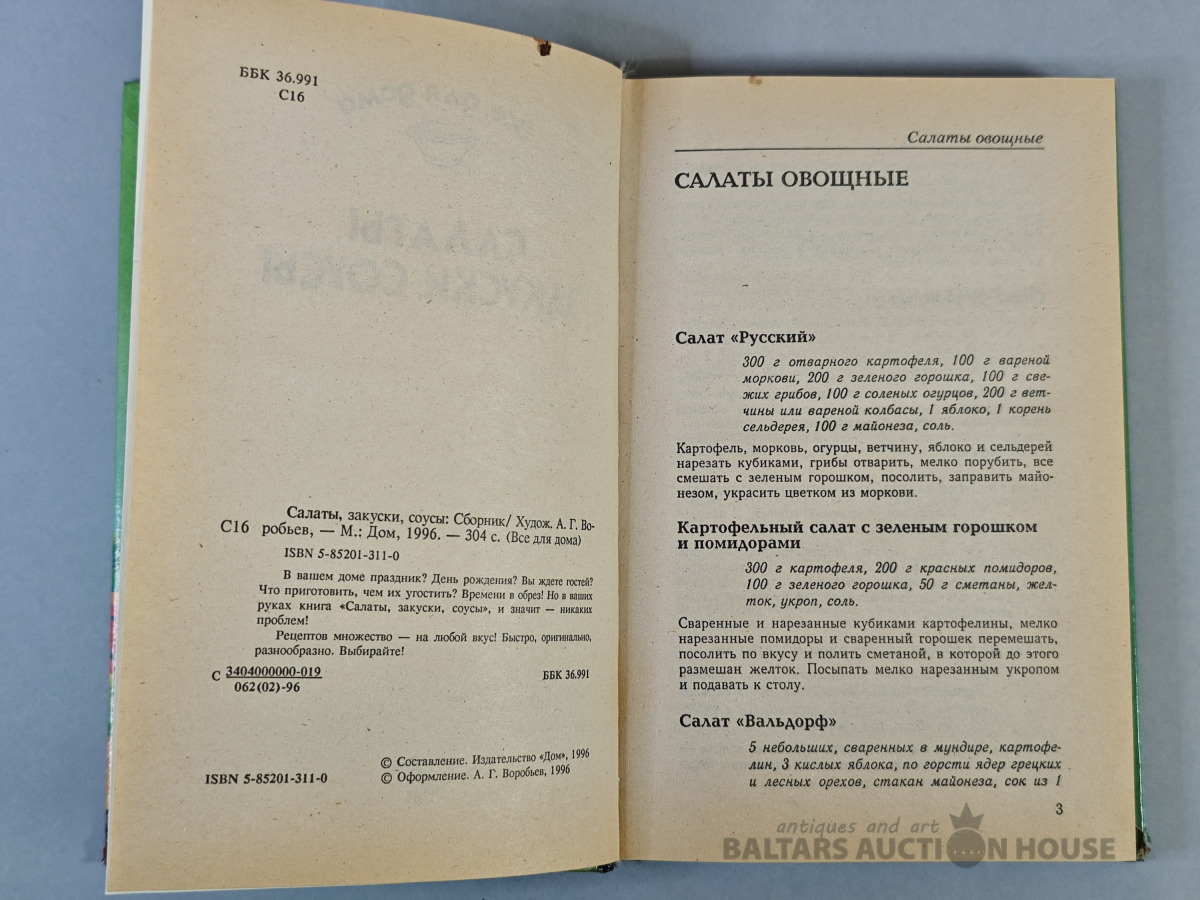 ББК 36.991
С16
Салаты, закуски, соусы: Сборник/ Худож. А. Г. Во-
С16 робьев, — М.: Дом, 1996. — 304 с. (Все для дома)
ISBN 5-85201-311-0
В вашем доме праздник? День рождения? Вы ждете гостей?
Что приготовить, чем их угостить? Времени в обрез! Но в ваших
руках книга «Салаты, закуски, соусы», и значит — никаких
проблем!
Рецептов множество — на любой вкус! Быстро, оригинально,
разнообразно. Выбирайте!
С 3404000000-019
062(02)-96
ББК 36.991
ISBN 5-85201-311-0
© Составление. Издательство «Дом», 1996
© Оформление. А. Г. Воробьев, 1996
Салаты овощные
САЛАТЫ ОВОЩНЫЕ
Салат «Русский»
300 г отварного картофеля, 100 г вареной
моркови, 200 г зеленого горошка, 100 г све-
жих грибов, 100 г соленых огурцов, 200 г вет-
чины или вареной колбасы, 1 яблоко, 1 корень
сельдерея, 100 г майонеза, соль.
Картофель, морковь, огурцы, ветчину, яблоко и сельдерей
нарезать кубиками, грибы отварить, мелко порубить, все
смешать с зеленым горошком, посолить, заправить майо-
незом, украсить цветком из моркови.
Картофельный салат с зеленым горошком
и помидорами
300 г картофеля, 200 г красных помидоров,
100 г зеленого горошка, 50 г сметаны, жел-
ток, укроп, соль.
Сваренные и нарезанные кубиками картофелины, мелко
нарезанные помидоры и сваренный горошек перемешать,
посолить по вкусу и полить сметаной, в которой до этого
размешан желток. Посыпать мелко нарезанным укропом
и подавать к столу.
Салат «Вальдорф»
5 небольших, сваренных в мундире, картофе-
лин, 3 кислых яблока, по горсти ядер грецких
и лесных орехов, стакан майонеза, сок из 1
3
antiques and art
BALTARS AUCTION HOUSE